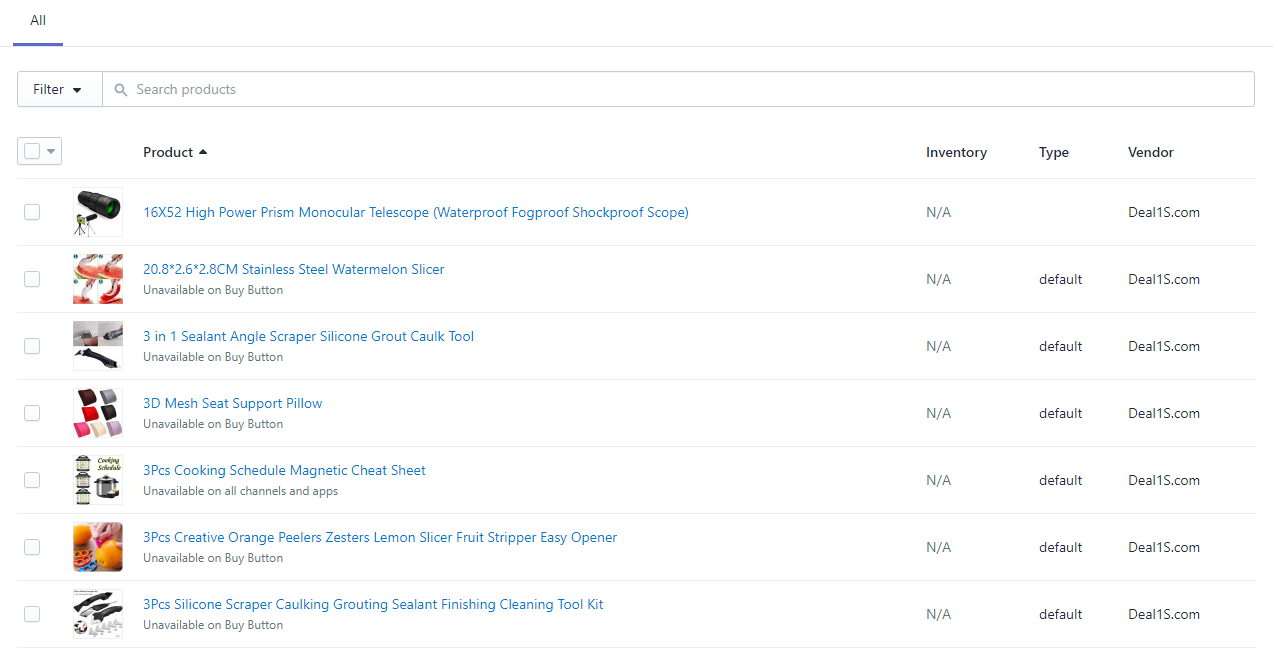 All
Filter
Search products
Product Inventory Type Vendor
16X52 High Power Prism Monocular Telescope (Waterproof Fogproof Shockproof Scope) N/A Deal1S.com
20.8*2.6*2.8CM Stainless Steel Watermelon Slicer
Unavailable on Buy Button
N/A default Deal1S.com
3 in 1 Sealant Angle Scraper Silicone Grout Caulk Tool
Unavailable on Buy Button
N/A default Deal1S.com
3D Mesh Seat Support Pillow
Unavailable on Buy Button
N/A default Deal1S.com
Cooking
Schedule
3Pcs Cooking Schedule Magnetic Cheat Sheet
Unavailable on all channels and apps
N/A default Deal1S.com
3Pcs Creative Orange Peelers Zesters Lemon Slicer Fruit Stripper Easy Opener
Unavailable on Buy Button
N/A default Deal1S.com
3Pcs Silicone Scraper Caulking Grouting Sealant Finishing Cleaning Tool Kit
Unavailable on Buy Button
N/A default Deal1S.com